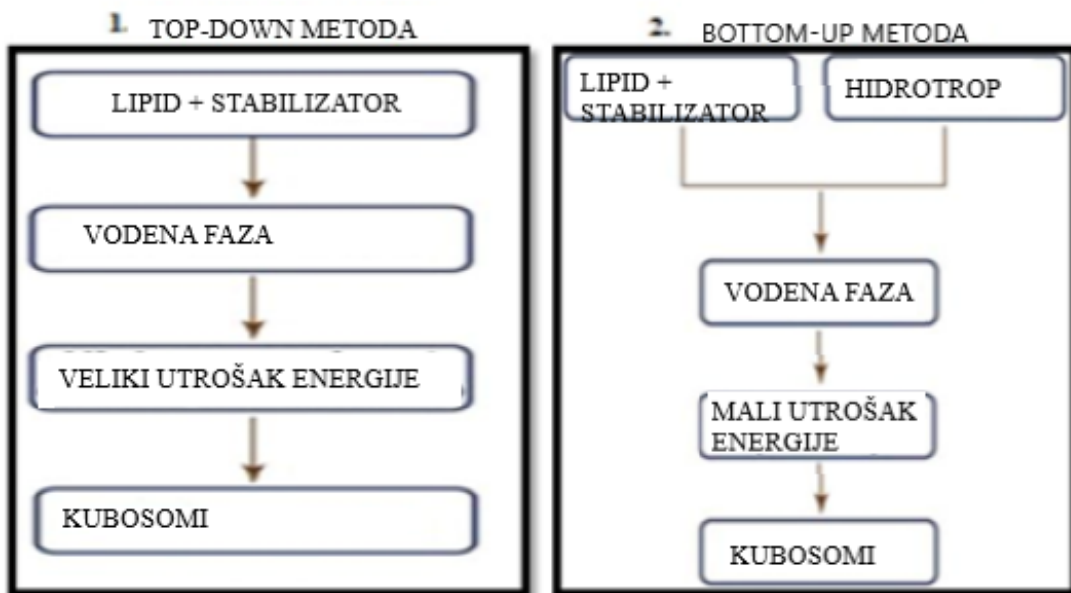 1. TOP-DOWN METODA
LIPID + STABILIZATOR
VODENA FAZA
VELIKI UTROŠAK ENERGIJE
KUBOSOMI
2. BOTTOM-UP METODA
LIPID +
STABILIZATOR
HIDROTROP
VODENA FAZA
MALI UTROŠAK
ENERGIJE
KUBOSOMI